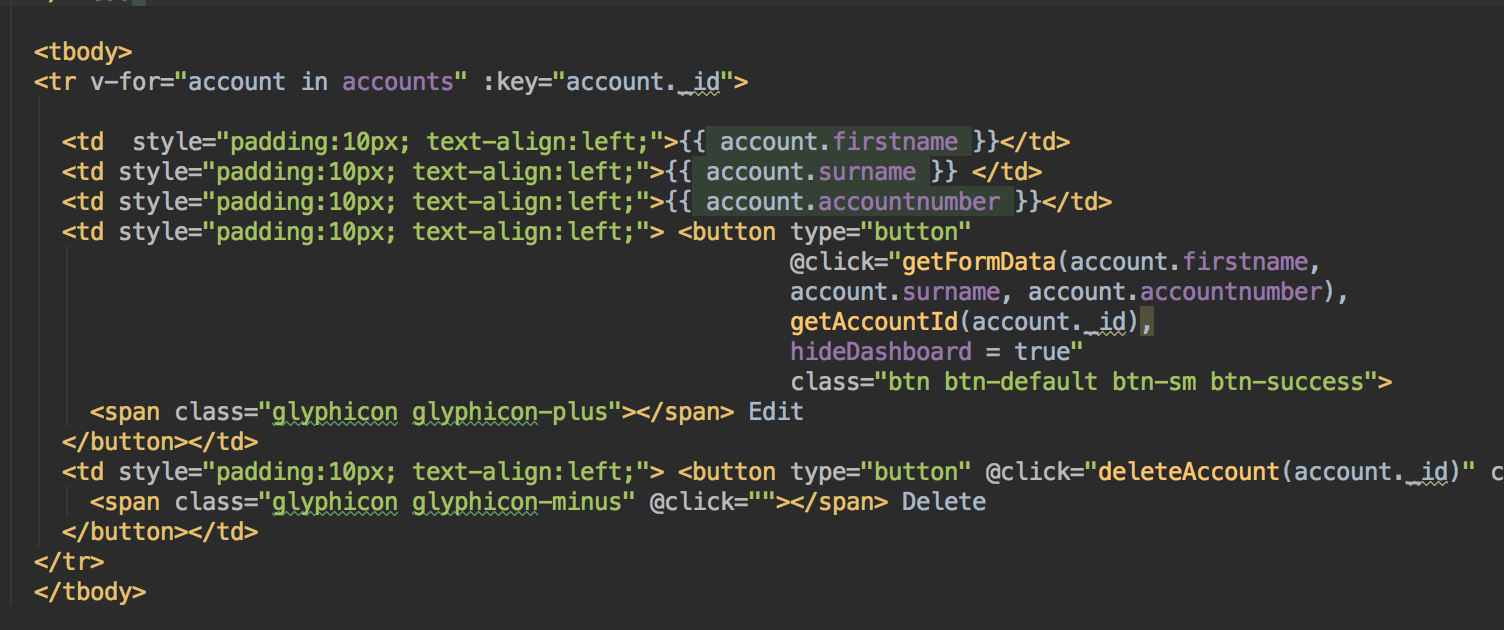 <tbody>
<tr v-for="account in accounts" :key="account._id">
<td  style="padding:10px; text-align:left;">{{ account.firstname }}</td>
<td style="padding:10px; text-align:left;">{{ account.surname }} </td>
<td style="padding:10px; text-align:left;">{{ account.accountnumber }}</td>
<td style="padding:10px; text-align:left;"> <button type="button"
@click="getFormData(account.firstname,
account.surname, account.accountnumber),
getAccountId(account._id),
hideDashboard = true"
class="btn btn-default btn-sm btn-success">
<span class="glyphicon glyphicon-plus"></span> Edit
</button></td>
<td style="padding:10px; text-align:left;"> <button type="button" @click="deleteAccount(account._id)" c
<span class="glyphicon glyphicon-minus" @click=""></span> Delete
</button></td>
</tr>
</tbody>